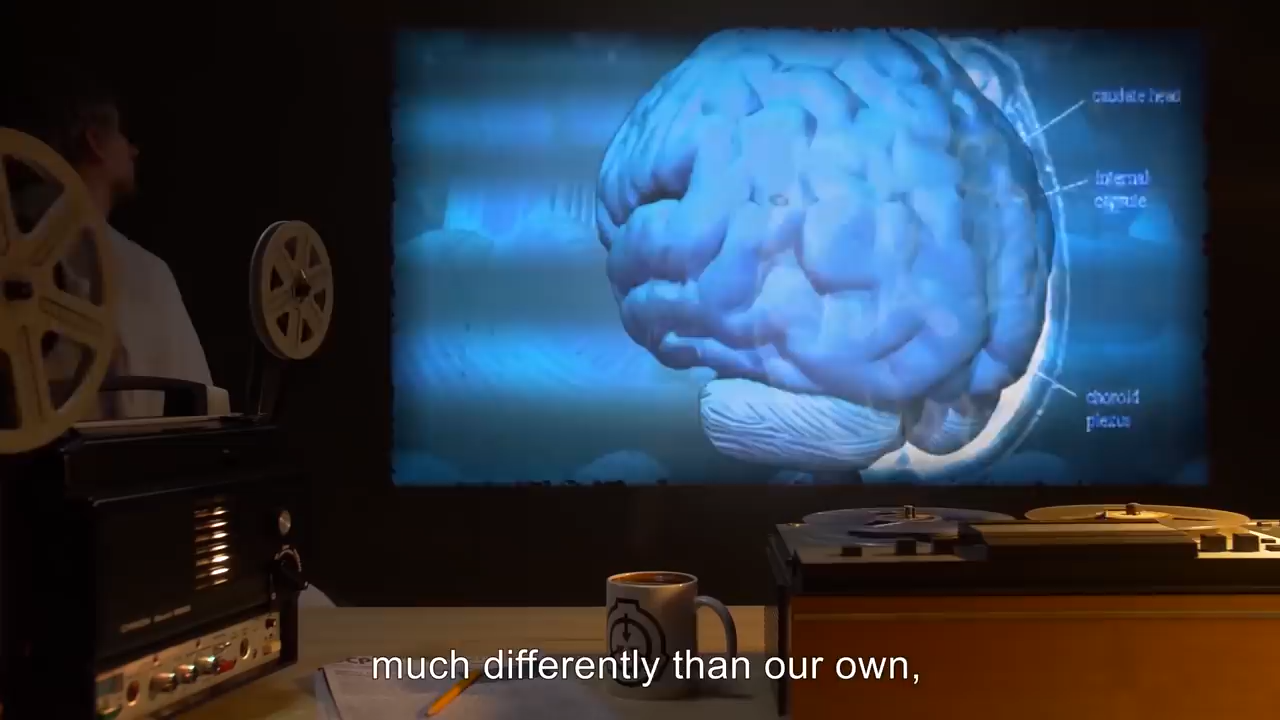 caudate head
internal
capsule
choroid
plexus
much differently than our own,